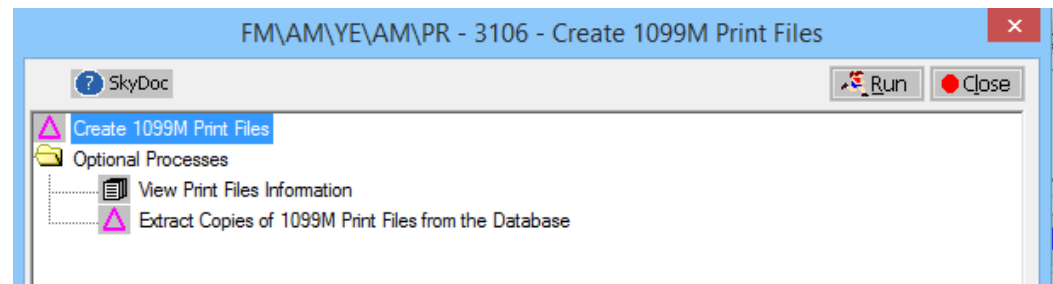 FM\AM\YE\AM\PR - 3106 - Create 1099M Print Files
SkyDoc Run Close
Create 1099M Print Files
Optional Processes
View Print Files Information
Extract Copies of 1099M Print Files from the Database